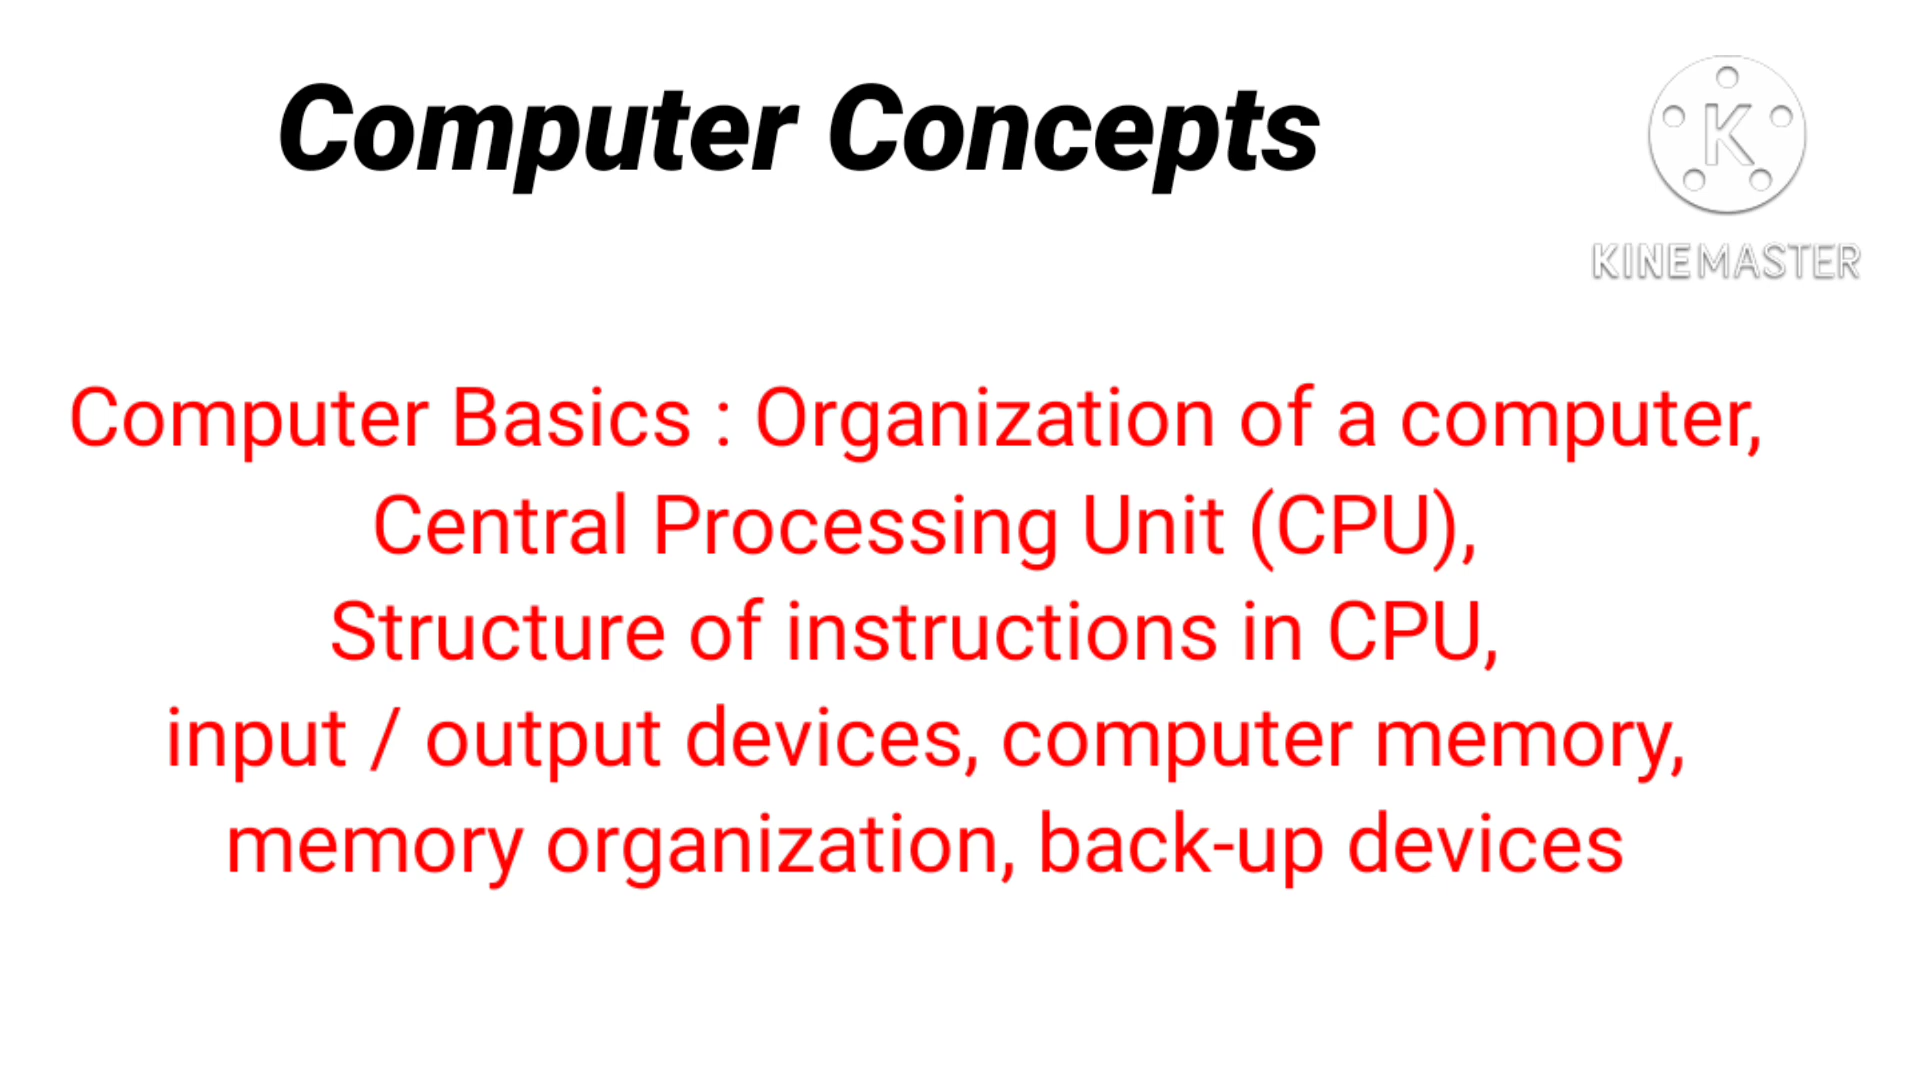 Computer Concepts
K
KINEMASTER
Computer Basics : Organization of a computer,
Central Processing Unit (CPU),
Structure of instructions in CPU,
input / output devices, computer memory,
memory organization, back-up devices